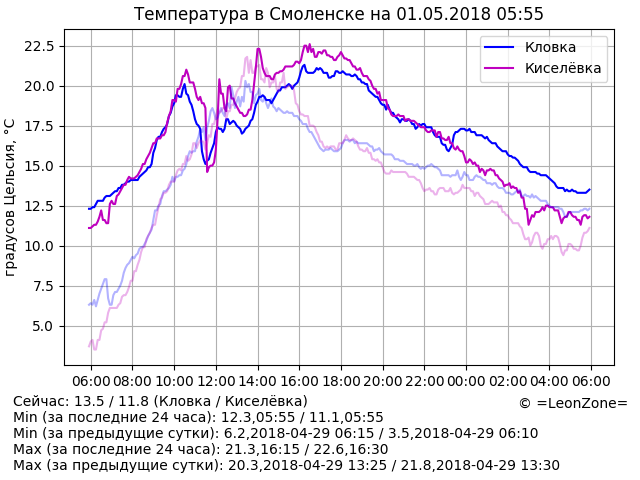 Температура в Смоленске на 01.05.2018 05:55
градусов Цельсия, °C
22.5
20.0
17.5
15.0
12.5
10.0
7.5
5.0
Кловка
Киселёвка
06:00 08:00 10:00 12:00 14:00 16:00 18:00 20:00 22:00 00:00 02:00 04:00 06:00
Сейчас: 13.5 / 11.8 (Кловка / Киселёвка)
© =LeonZone=
Min (за последние 24 часа): 12.3,05:55 / 11.1,05:55
Min (за предыдущие сутки): 6.2,2018-04-29 06:15 / 3.5,2018-04-29 06:10
Max (за последние 24 часа): 21.3,16:15 / 22.6,16:30
Max (за предыдущие сутки): 20.3,2018-04-29 13:25 / 21.8,2018-04-29 13:30